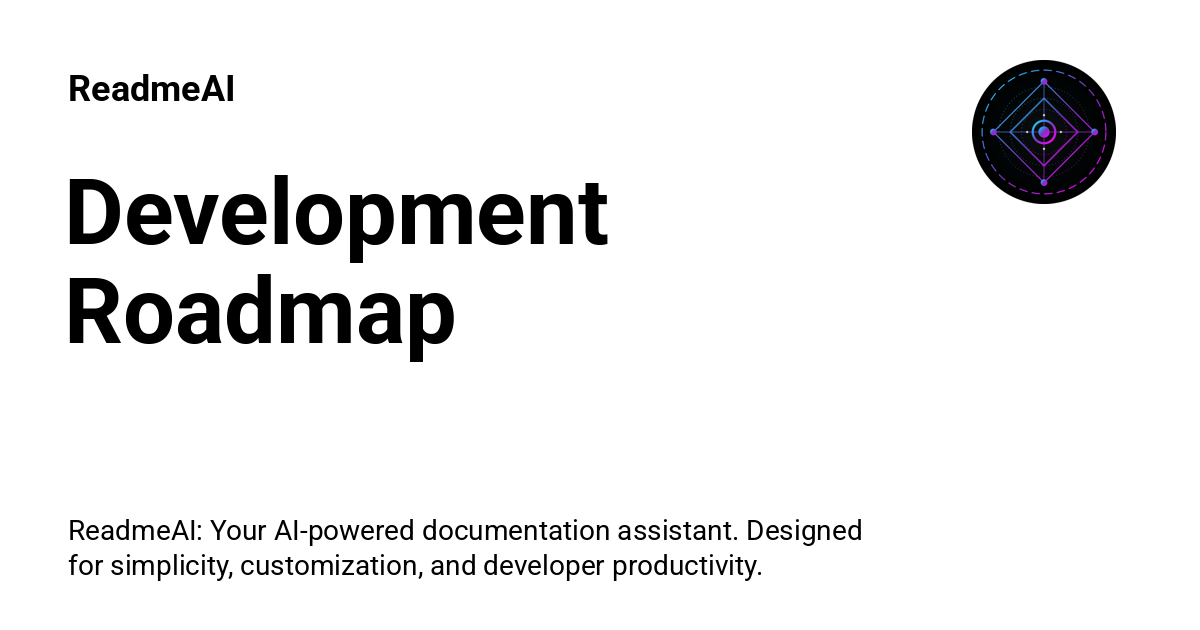 ReadmeAI
Development
Roadmap
ReadmeAI: Your AI-powered documentation assistant. Designed
for simplicity, customization, and developer productivity.